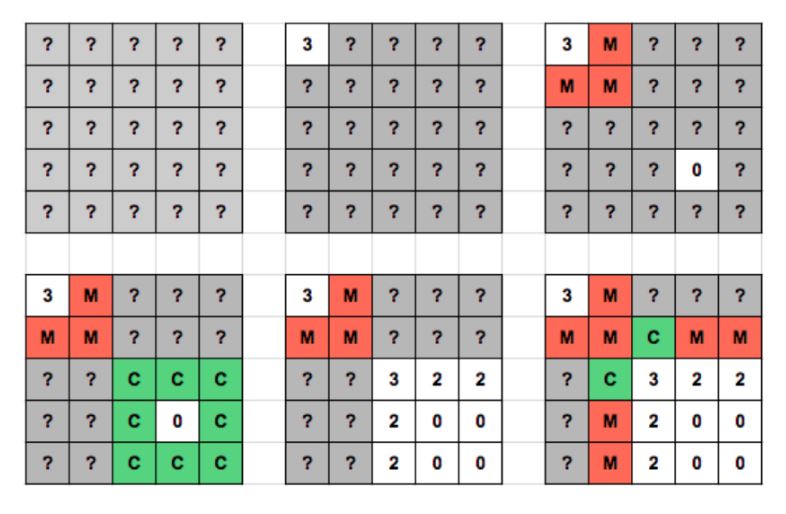 ? ? ? ? ? 3 ? ? ? ? 3 M ? ? ?
? ? ? ? ? ? ? ? ? ? M M ? ? ?
? ? ? ? ? ? ? ? ? ? ? ? ? ? ?
? ? ? ? ? ? ? ? ? ? ? ? ? 0 ?
? ? ? ? ? ? ? ? ? ? ? ? ? ? ?
3 M ? ? ? 3 M ? ? ? 3 M ? ? ?
M M ? ? ? M M ? ? ? M M C M M
? ? C C C ? ? 3 2 2 ? C 3 2 2
? ? C 0 C ? ? 2 0 0 ? M 2 0 0
? ? C C C ? ? 2 0 0 ? M 2 0 0